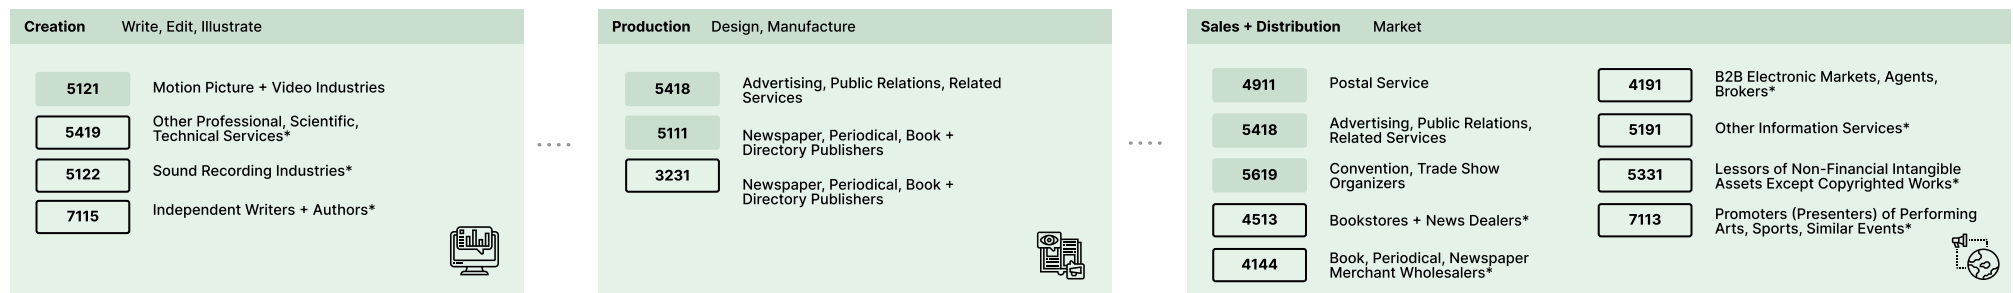 Creation Write, Edit, Illustrate
5121 Motion Picture + Video Industries
5419 Other Professional, Scientific,
Technical Services*
5122 Sound Recording Industries*
7115 Independent Writers + Authors*
Production Design, Manufacture
5418 Advertising, Public Relations, Related
Services
5111 Newspaper, Periodical, Book +
Directory Publishers
3231 Newspaper, Periodical, Book +
Directory Publishers
Sales + Distribution Market
4911 Postal Service
5418 Advertising, Public Relations,
Related Services
5619 Convention, Trade Show
Organizers
4513 Bookstores + News Dealers*
4144 Book, Periodical, Newspaper
Merchant Wholesalers*
4191 B2B Electronic Markets, Agents,
Brokers*
5191 Other Information Services*
5331 Lessors of Non-Financial Intangible
Assets Except Copyrighted Works*
7113 Promoters (Presenters) of Performing
Arts, Sports, Similar Events*